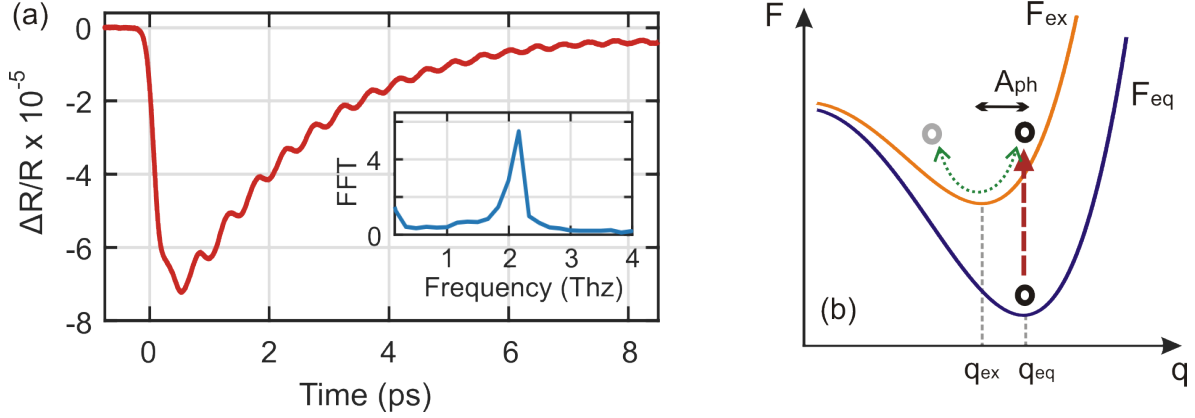 (a)
0
-2
-4
-6
-8
ΔR/R x 10-5
0 2 4 6 8
Time (ps)
4
0
FFT
1 2 3 4
Frequency (Thz)
F
Fex
Aph
Feq
(b)
qex qeq q